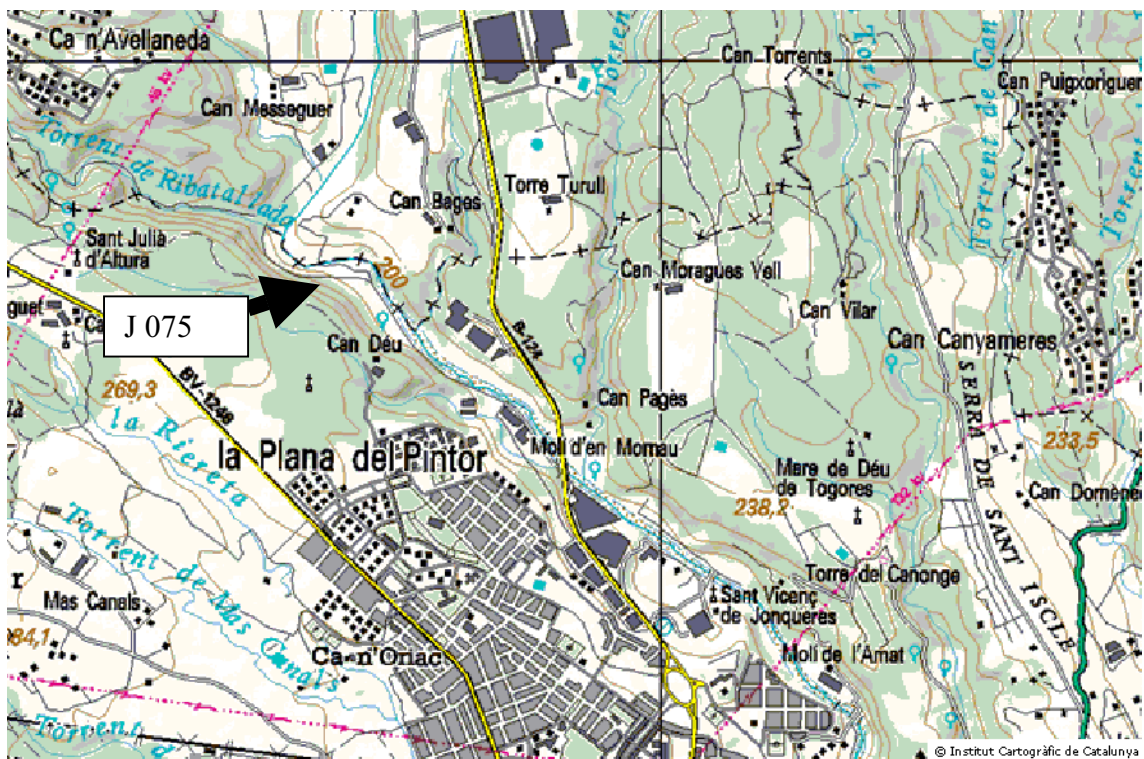 Ca n'Avellaneda
Can Torrents
Can Puigxoriguer
Can Messeguer
Torrent de Can
Torrent de Ribatallada
Torre Turull
Can Bages
Sant Julià
d'Altura
200
Can Moragues Vell
Can Vilar
J 075
B-124
Can Déu
Can Canyameres
269,3
BV-1248
Can Pagès
la Riereta
la Plana del Pintor
Molí d'en Mornau
SERRA DE SANT ISCLE
233,5
Mare de Déu
de Togores
238,2
Torrent de Mas Canals
Torre del Canonge
Mas Canals
Sant Vicenç
de Jonqueres
Ca n'Oriac
Molí de l'Amat
© Institut Cartogràfic de Catalunya